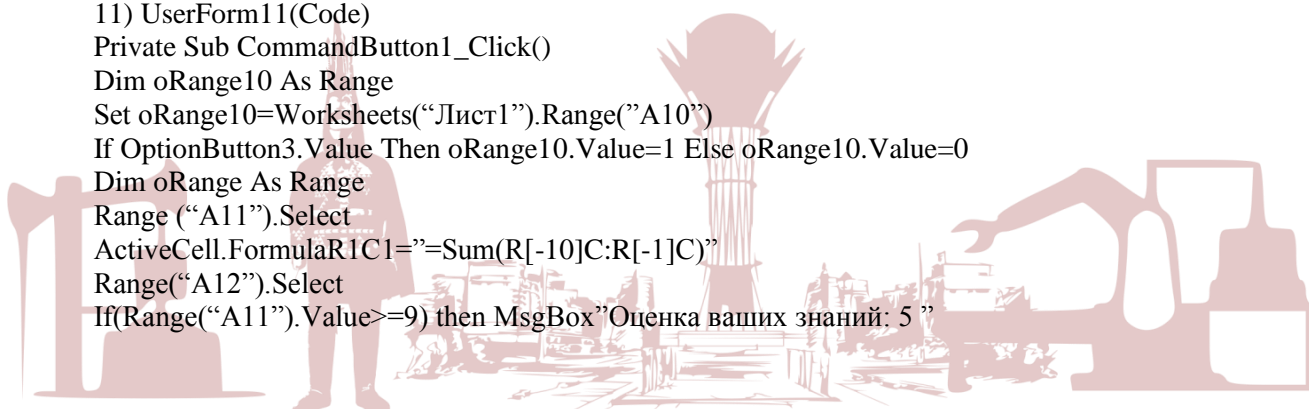 11) UserForm11(Code)
Private Sub CommandButton1_Click()
Dim oRange10 As Range
Set oRange10=Worksheets(“Лист1”).Range(”A10”)
If OptionButton3.Value Then oRange10.Value=1 Else oRange10.Value=0
Dim oRange As Range
Range (“A11”).Select
ActiveCell.FormulaR1C1=”=Sum(R[-10]C:R[-1]C)”
Range(“A12”).Select
If(Range(“A11”).Value>=9) then MsgBox”Оценка ваших знаний: 5 ”